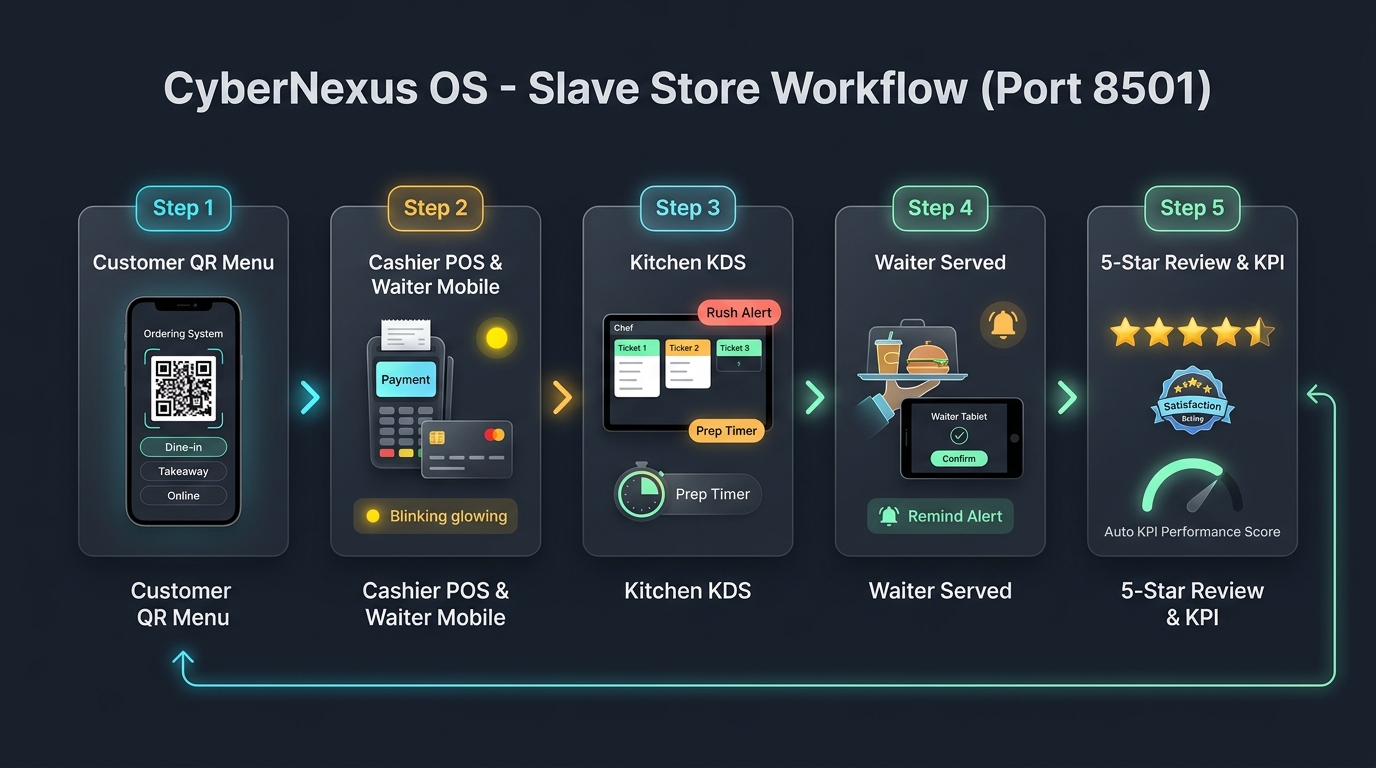 CyberNexus OS - Slave Store Workflow (Port 8501)
Step 1
Customer QR Menu
Ordering System
Dine-in
Takeaway
Online
Customer
QR Menu
Step 2
Cashier POS &
Waiter Mobile
Payment
Blinking glowing
Cashier POS &
Waiter Mobile
Step 3
Kitchen KDS
Rush Alert
Chef
Ticket 1
Ticker 2
Ticket 3
Prep Timer
Prep Timer
Kitchen KDS
Step 4
Waiter Served
Waiter Tabiet
Confirm
Remind Alert
Waiter Served
Step 5
5-Star Review & KPI
Satisfaction
Auto KPI Performance Score
5-Star Review
& KPI